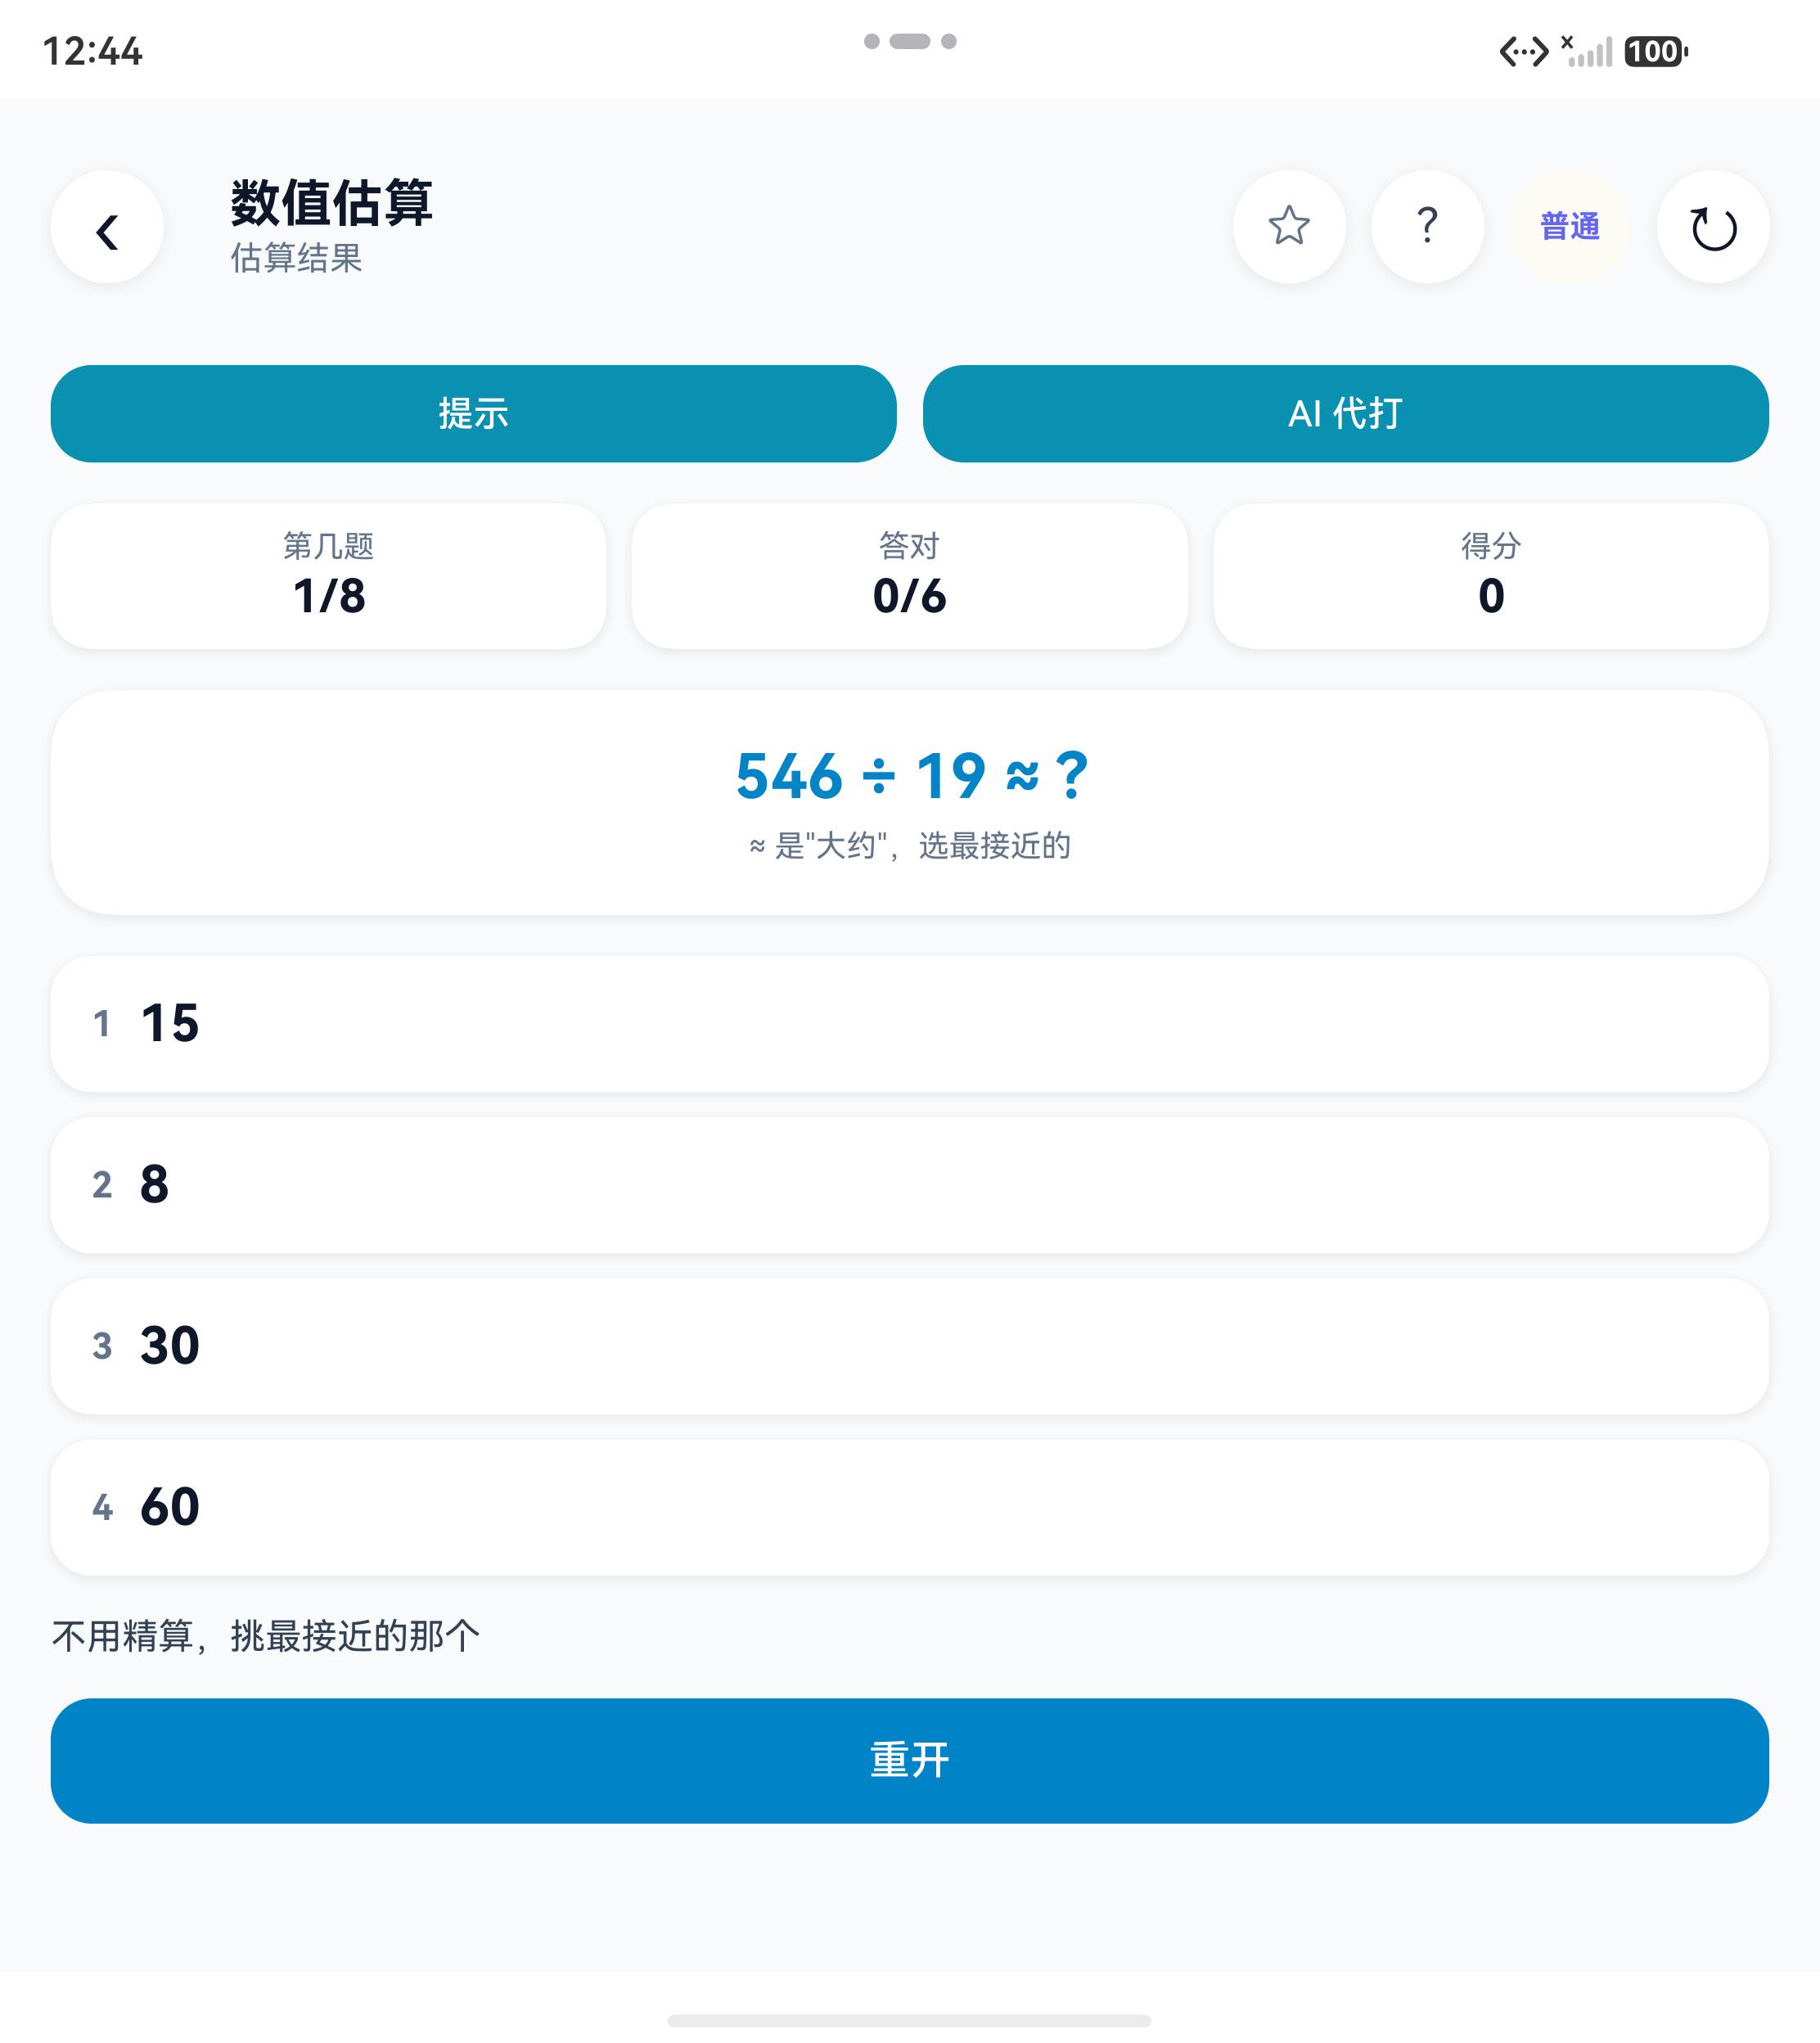 12:44
100
数值估算
估算结果
?
普通
提示
AI 代打
第几题
1/8
答对
0/6
得分
0
546 ÷ 19 ≈ ?
≈ 是"大约"，选最接近的
1 15
2 8
3 30
4 60
不用精算，挑最接近的那个
重开